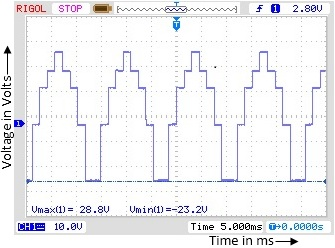 RIGOL STOP f 1 2.80V
T
Voltage in Volts
1
Vmax(1)= 28.8V Vmin(1)=-23.2V
CH1 10.0V Time 5.000ms T→0.0000s
Time in ms